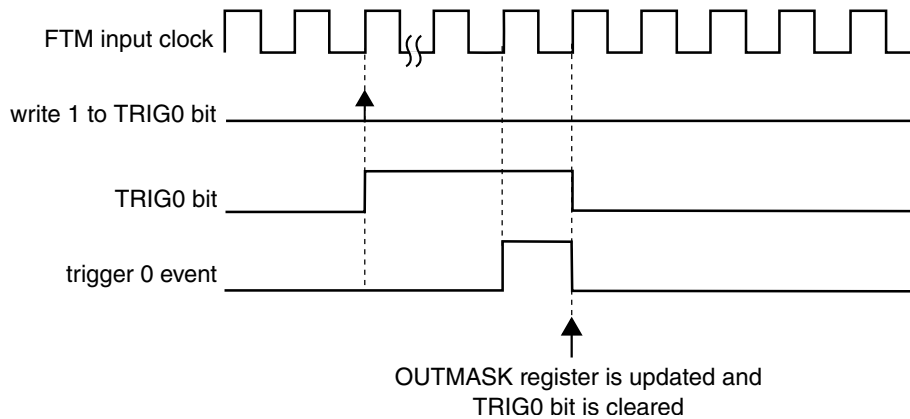 FTM input clock
write 1 to TRIG0 bit
TRIG0 bit
trigger 0 event
OUTMASK register is updated and
TRIG0 bit is cleared